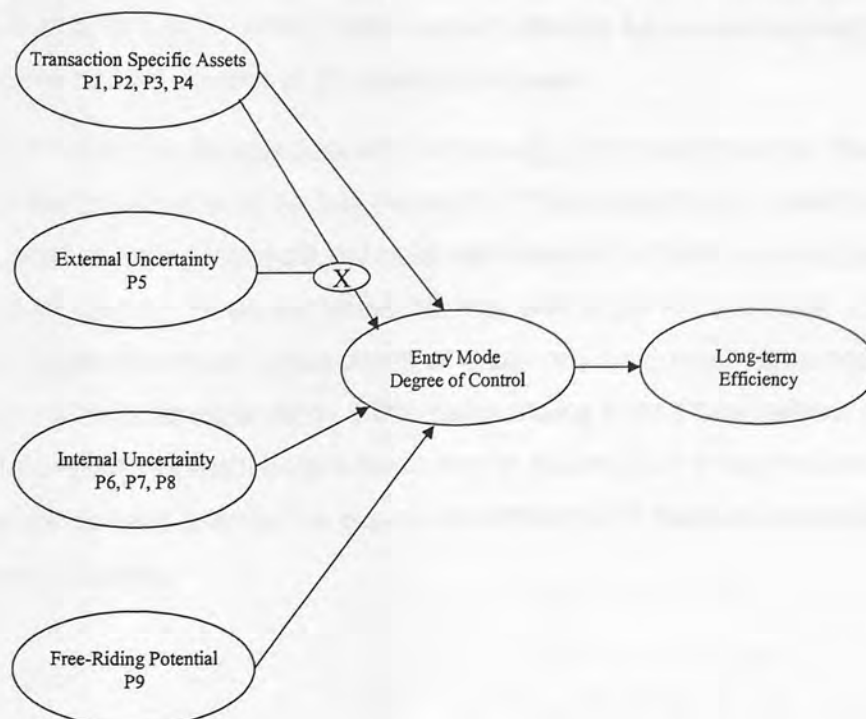 Transaction Specific Assets
P1, P2, P3, P4
External Uncertainty
P5
X
Entry Mode
Degree of Control
Long-term
Efficiency
Internal Uncertainty
P6, P7, P8
Free-Riding Potential
P9